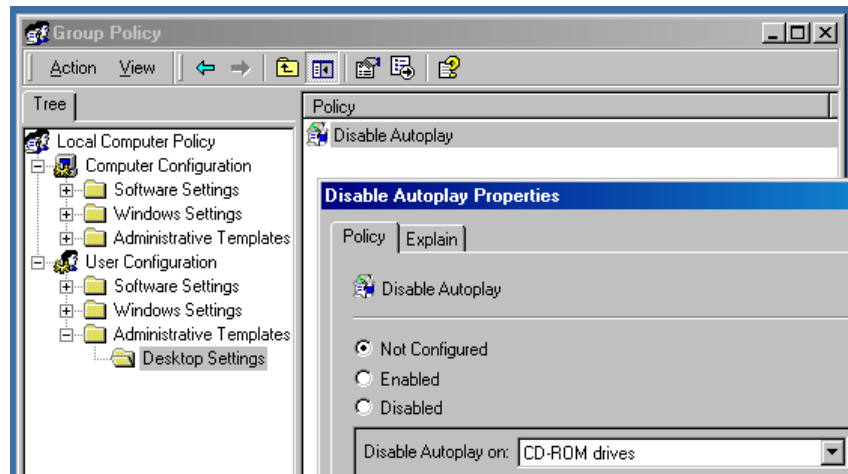 Group Policy
Action View
Tree
Policy
Local Computer Policy
Computer Configuration
Software Settings
Windows Settings
Administrative Templates
User Configuration
Software Settings
Windows Settings
Administrative Templates
Desktop Settings
Disable Autoplay
Disable Autoplay Properties
Policy Explain
Disable Autoplay
Not Configured
Enabled
Disabled
Disable Autoplay on: CD-ROM drives